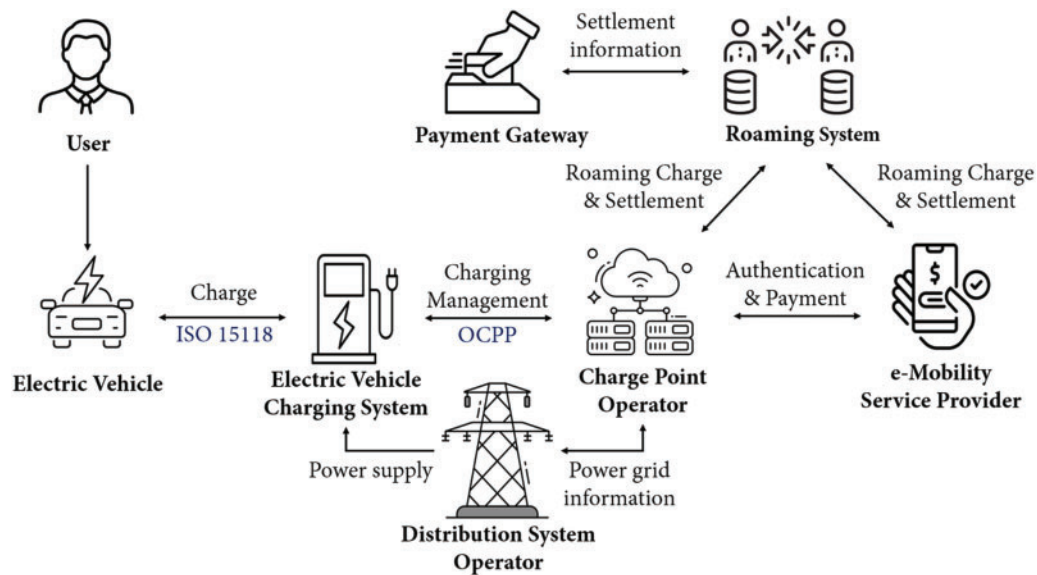 Settlement
information
User
Payment Gateway
Roaming System
Roaming Charge
& Settlement
Roaming Charge
& Settlement
Charge
ISO 15118
Charging
Management
OCPP
Authentication
& Payment
$
Electric Vehicle
Electric Vehicle
Charging System
Charge Point
Operator
e-Mobility
Service Provider
Power supply
Power grid
information
Distribution System
Operator